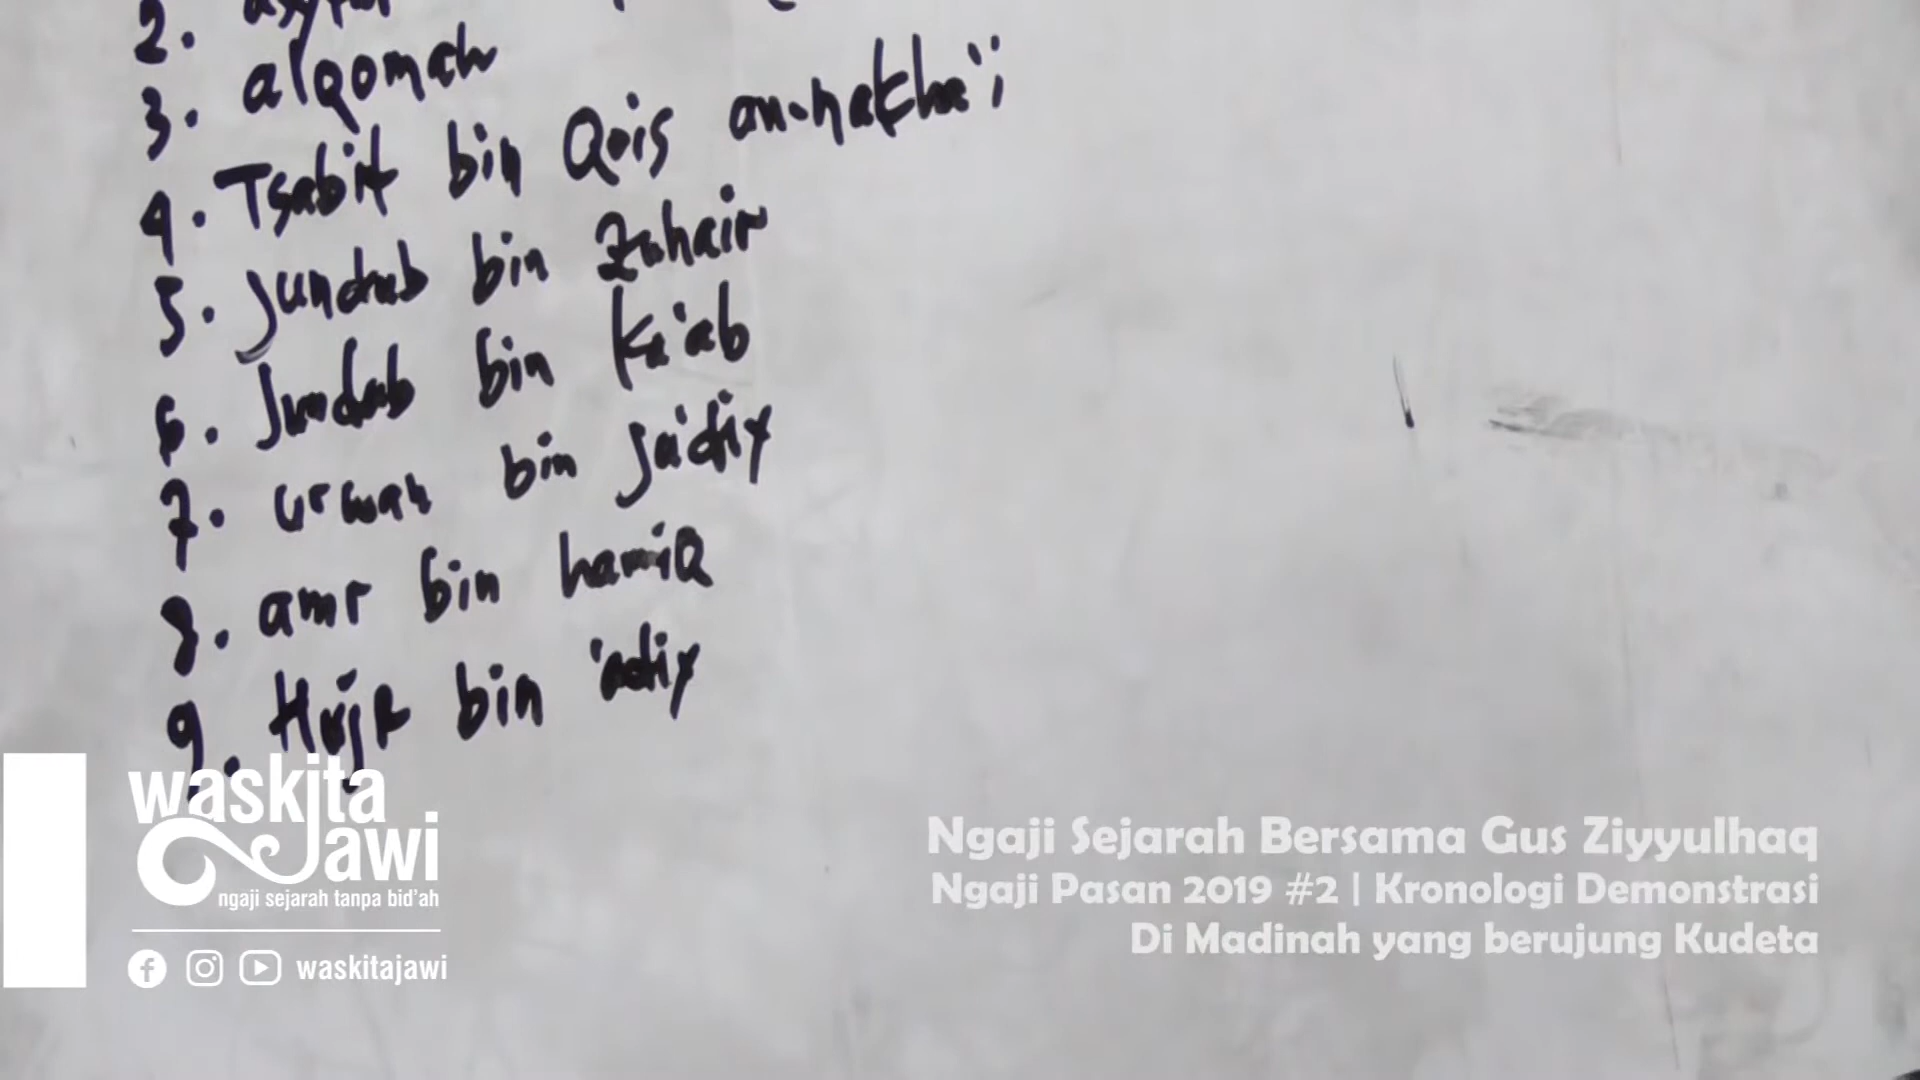 2.
3. alqomah
4. Tsabit bin Qois an-nakha'i
5. Jundub bin Zuhair
6. Jundab bin Ka'ab
7. urwah bin Ja'diy
8. amr bin hamiQ
9. Hujr bin 'adiy
waskita
Jawi
ngaji sejarah tanpa bid'ah
waskitajawi
Ngaji Sejarah Bersama Gus Ziyyulhaq
Ngaji Pasan 2019 #2 | Kronologi Demonstrasi
Di Madinah yang berujung Kudeta